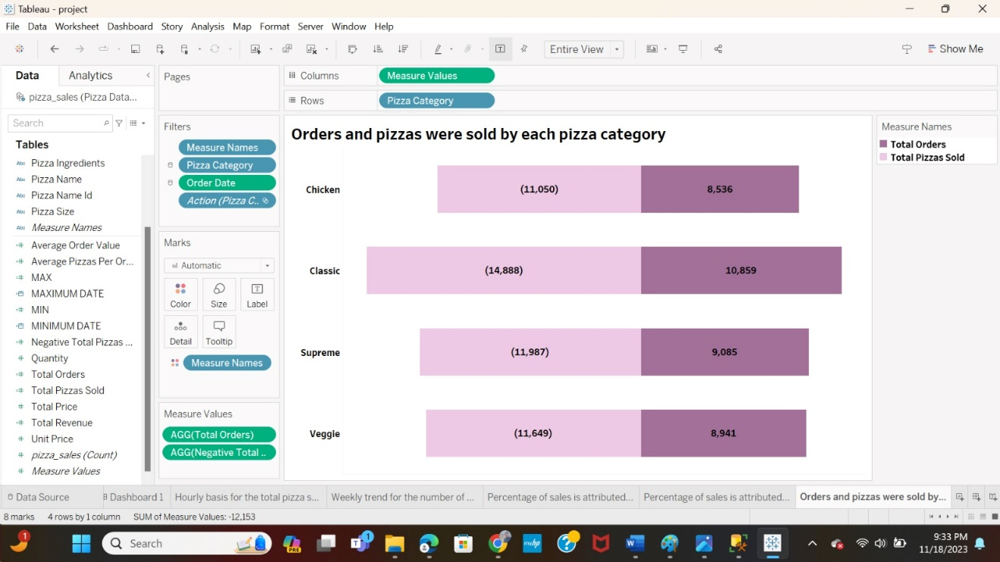 Tableau - project
File Data Worksheet Dashboard Story Analysis Map Format Server Window Help
Entire View
Show Me
Data Analytics
pizza_sales (Pizza Data...
Search
Tables
Pizza Ingredients
Pizza Name
Pizza Name Id
Pizza Size
Measure Names
Average Order Value
Average Pizzas Per Or...
MAX
MAXIMUM DATE
MIN
MINIMUM DATE
Negative Total Pizzas ...
Quantity
Total Orders
Total Pizzas Sold
Total Price
Total Revenue
Unit Price
pizza_sales (Count)
Measure Values
Pages
Filters
Measure Names
Pizza Category
Order Date
Action (Pizza C..
Marks
Automatic
Color Size Label
Detail Tooltip
Measure Names
Measure Values
AGG(Total Orders)
AGG(Negative Total ..
Columns Measure Values
Rows Pizza Category
Orders and pizzas were sold by each pizza category
Chicken (11,050) 8,536
Classic (14,888) 10,859
Supreme (11,987) 9,085
Veggie (11,649) 8,941
Measure Names
Total Orders
Total Pizzas Sold
Data Source Dashboard 1 Hourly basis for the total pizza s... Weekly trend for the number of ... Percentage of sales is attributed... Percentage of sales is attributed... Orders and pizzas were sold by...
8 marks 4 rows by 1 column SUM of Measure Values: -12,153
1
Search
PRE
1
9:33 PM
11/18/2023